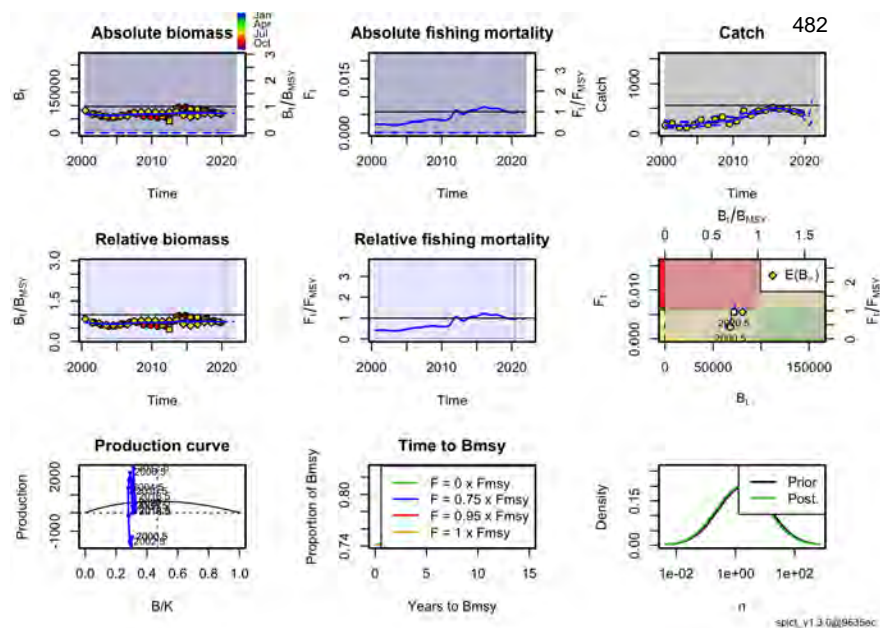 482
Jan
Apr
Jul
Oct
Absolute biomass
Bt
0 150000
0 1 2 3
Bt/BMSY
2000 2010 2020
Time
Absolute fishing mortality
Ft
0.000 0.015
0 1 2 3
Ft/FMSY
2000 2010 2020
Time
Catch
Catch
0 1000
2000 2010 2020
Time
Relative biomass
Bt/BMSY
0.0 1.5 3.0
2000 2010 2020
Time
Relative fishing mortality
Ft/FMSY
0 1 2 3
2000 2010 2020
Time
Bt/BMSY
0 0.5 1 1.5
E(B∞)
Ft
0.000 0.010
0 1 2
Ft/FMSY
2000.5
0 50000 150000
Bt
Production curve
Production
-1000 2000
0.0 0.2 0.4 0.6 0.8 1.0
B/K
Time to Bmsy
Proportion of Bmsy
0.74 0.80
F = 0 x Fmsy
F = 0.75 x Fmsy
F = 0.95 x Fmsy
F = 1 x Fmsy
0 5 10 15
Years to Bmsy
Density
0.00 0.15
Prior
Post.
1e-02 1e+00 1e+02
n
spict_v1.3.0@9635ec